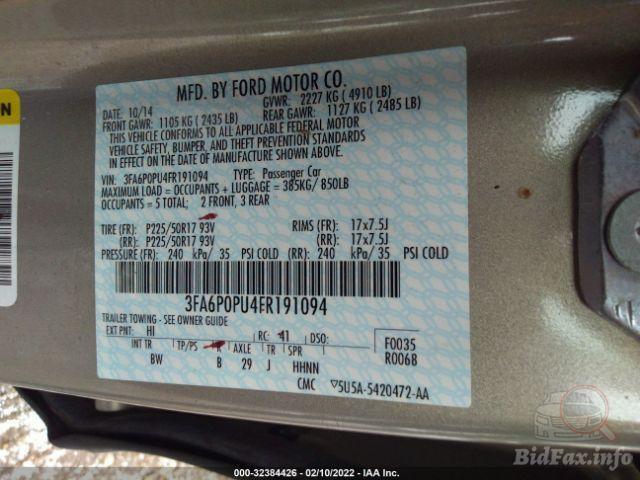 MFD. BY FORD MOTOR CO.
DATE: 10/14 GVWR: 2227 KG ( 4910 LB)
FRONT GAWR: 1105 KG ( 2435 LB) REAR GAWR: 1127 KG ( 2485 LB)
THIS VEHICLE CONFORMS TO ALL APPLICABLE FEDERAL MOTOR
VEHICLE SAFETY, BUMPER, AND THEFT PREVENTION STANDARDS
IN EFFECT ON THE DATE OF MANUFACTURE SHOWN ABOVE.
VIN: 3FA6P0PU4FR191094 TYPE: Passenger Car
MAXIMUM LOAD = OCCUPANTS + LUGGAGE = 385KG/ 850LB
OCCUPANTS = 5 TOTAL: 2 FRONT, 3 REAR
TIRE (FR): P225/50R17 93V RIMS (FR): 17x7.5J
(RR): P225/50R17 93V (RR): 17x7.5J
PRESSURE (FR): 240 kPa/ 35 PSI COLD (RR): 240 kPa/ 35 PSI COLD
3FA6P0PU4FR191094
TRAILER TOWING - SEE OWNER GUIDE
EXT PNT: HI RC: 41 DSO: F0035
INT TR TP/PS R AXLE TR SPR R0068
BW B 29 J HHNN
CMC 5U5A-5420472-AA
000-32384426 - 02/10/2022 - IAA Inc.
BidFax.info